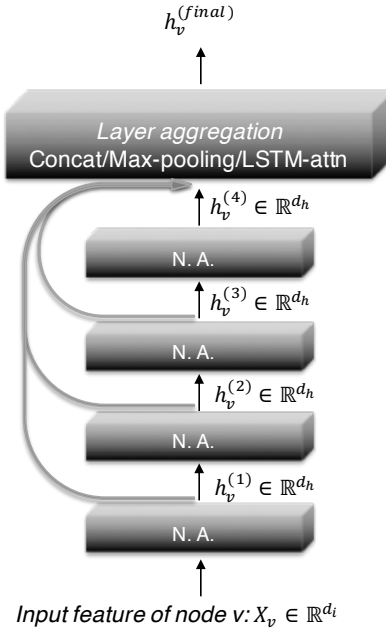 h_v^{(final)}
Layer aggregation
Concat/Max-pooling/LSTM-attn
h_v^{(4)} ∈ ℝ^{d_h}
N. A.
h_v^{(3)} ∈ ℝ^{d_h}
N. A.
h_v^{(2)} ∈ ℝ^{d_h}
N. A.
h_v^{(1)} ∈ ℝ^{d_h}
N. A.
Input feature of node v: X_v ∈ ℝ^{d_i}